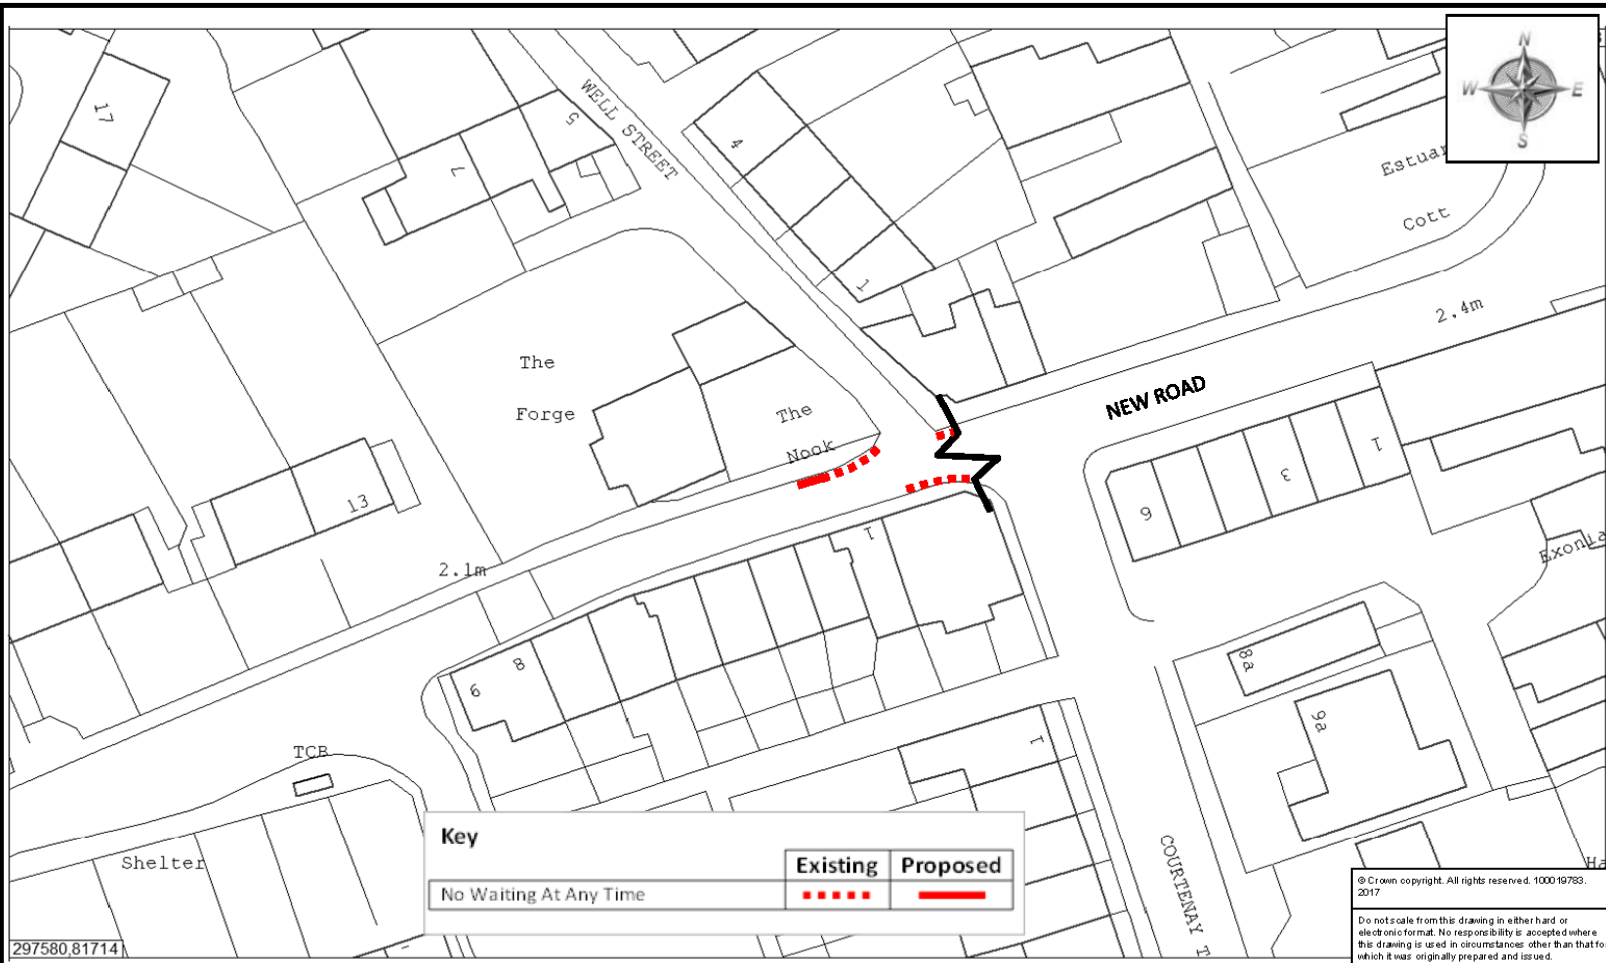 N
W E
S
17
WELL STREET
5
4
7
Cott
1
2.4m
The
Forge
The
Nook
NEW ROAD
13
1
6
3
1
2.1m
8
9
8a
9a
1
TCB
Shelter
COURTENAY T
Key
Existing Proposed
No Waiting At Any Time
297580,81714
© Crown copyright. All rights reserved. 100019783.
2017
Do not scale from this drawing in either hard or
electronic format. No responsibility is accepted where
this drawing is used in circumstances other than that fo
which it was originally prepared and issued.